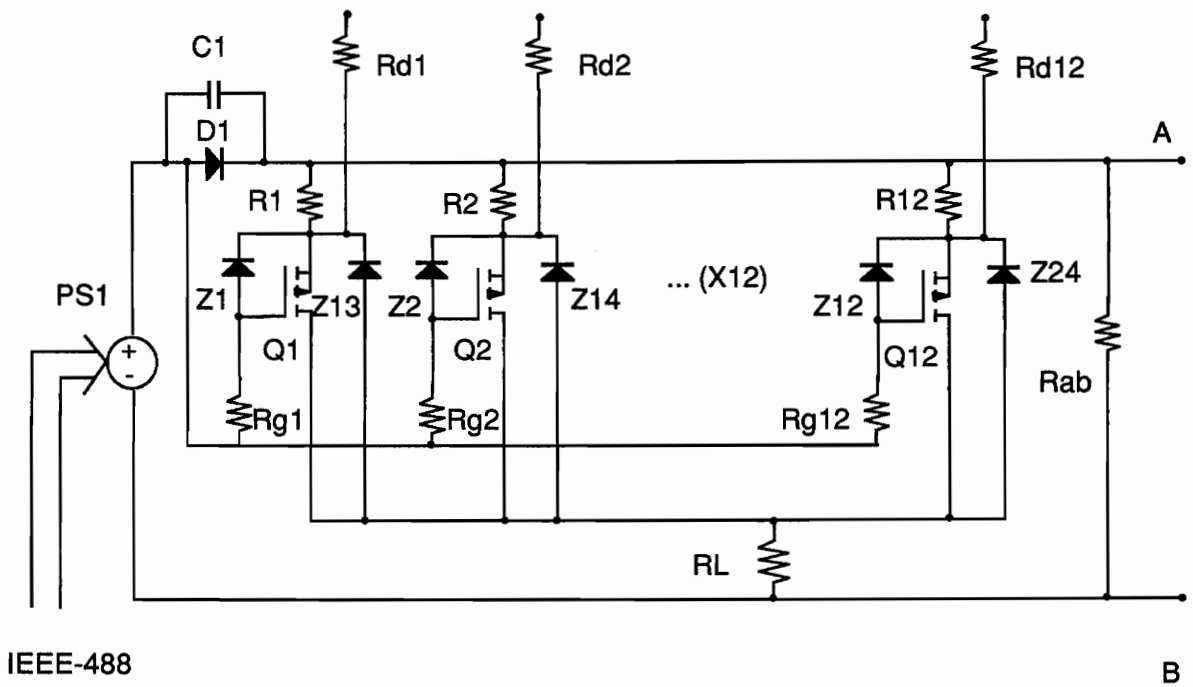 C1
Rd1
Rd2
Rd12
D1
A
R1
R2
R12
PS1
Z1
Z13
Z2
Z14
... (X12)
Z12
Z24
+
-
Q1
Q2
Q12
Rab
Rg1
Rg2
Rg12
RL
IEEE-488
B